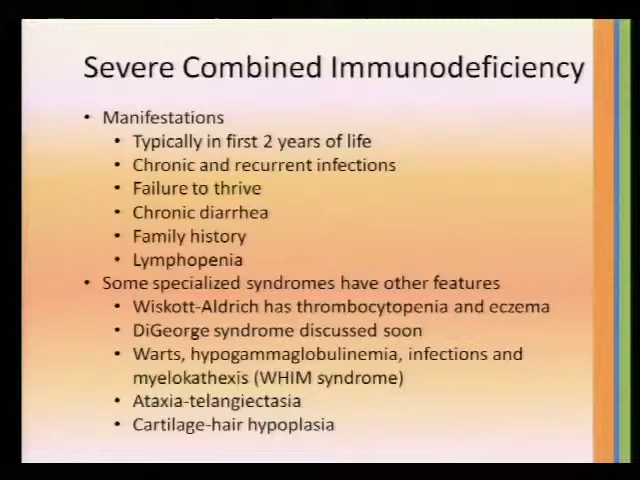 Severe Combined Immunodeficiency
• Manifestations
• Typically in first 2 years of life
• Chronic and recurrent infections
• Failure to thrive
• Chronic diarrhea
• Family history
• Lymphopenia
• Some specialized syndromes have other features
• Wiskott-Aldrich has thrombocytopenia and eczema
• DiGeorge syndrome discussed soon
• Warts, hypogammaglobulinemia, infections and
myelokathexis (WHIM syndrome)
• Ataxia-telangiectasia
• Cartilage-hair hypoplasia